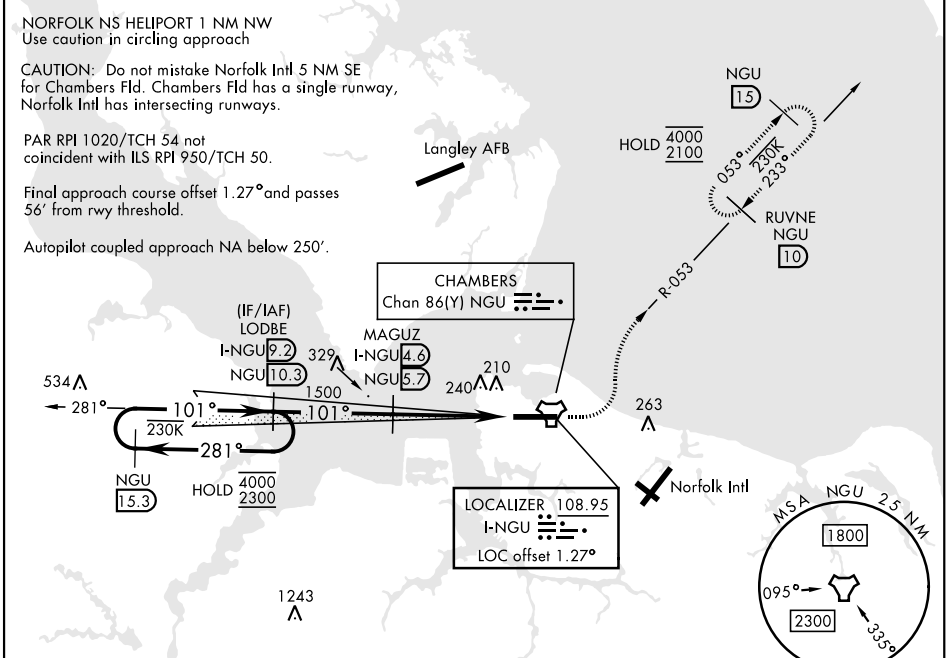 NORFOLK NS HELIPORT 1 NM NW
Use caution in circling approach
CAUTION: Do not mistake Norfolk Intl 5 NM SE
for Chambers Fld. Chambers Fld has a single runway,
Norfolk Intl has intersecting runways.
PAR RPI 1020/TCH 54 not
coincident with ILS RPI 950/TCH 50.
Final approach course offset 1.27° and passes
56' from rwy threshold.
Autopilot coupled approach NA below 250'.
Langley AFB
NGU
15
HOLD 4000
2100
053°
230K
233°
RUVNE
NGU
10
R-053
CHAMBERS
Chan 86(Y) NGU
(IF/IAF)
LODBE
I-NGU 9.2
NGU 10.3
329
MAGUZ
I-NGU 4.6
NGU 5.7
1500
240
210
534
281°
101°
101°
230K
281°
263
NGU
15.3
HOLD 4000
2300
LOCALIZER 108.95
I-NGU
LOC offset 1.27°
Norfolk Intl
1243
MSA NGU 25 NM
1800
095°
2300
335°